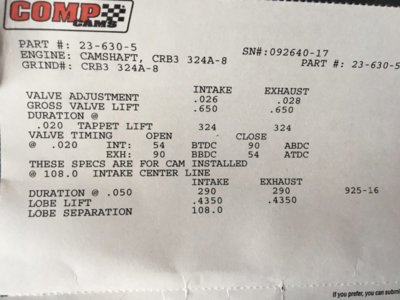 COMP
CAMS
PART #: 23-630-5
SN#:092640-17
ENGINE: CAMSHAFT, CRB3 324A-8
PART #: 23-630-5
GRIND#: CRB3 324A-8
INTAKE EXHAUST
VALVE ADJUSTMENT .026 .028
GROSS VALVE LIFT .650 .650
DURATION @
.020 TAPPET LIFT 324 324
VALVE TIMING OPEN CLOSE
@ .020 INT: 54 BTDC 90 ABDC
EXH: 90 BBDC 54 ATDC
THESE SPECS ARE FOR CAM INSTALLED
@ 108.0 INTAKE CENTER LINE
INTAKE EXHAUST
DURATION @ .050 290 290 925-16
LOBE LIFT .4350 .4350
LOBE SEPARATION 108.0
If you prefer, you can submi